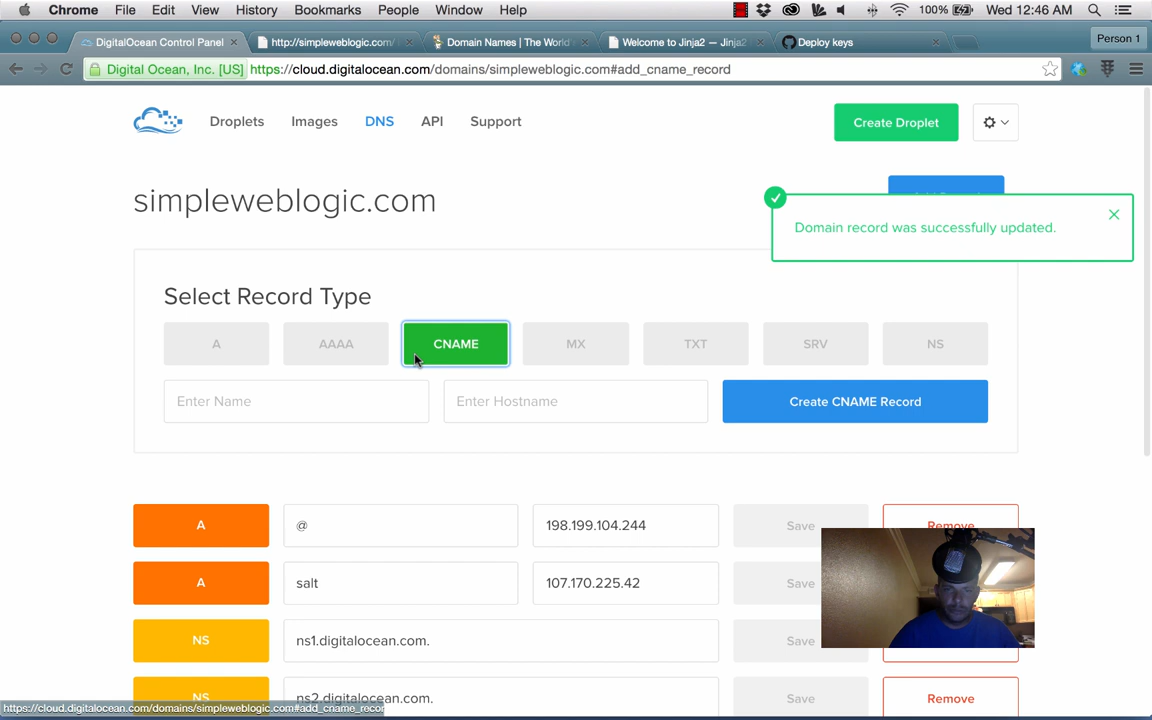 Chrome File Edit View History Bookmarks People Window Help 100% Wed 12:46 AM
DigitalOcean Control Panel http://simpleweblogic.com/ Domain Names | The World Welcome to Jinja2 — Jinja2 Deploy keys Person 1
Digital Ocean, Inc. [US] https://cloud.digitalocean.com/domains/simpleweblogic.com#add_cname_record
Droplets Images DNS API Support Create Droplet
simpleweblogic.com
Domain record was successfully updated.
Select Record Type
A AAAA CNAME MX TXT SRV NS
Enter Name Enter Hostname Create CNAME Record
A @ 198.199.104.244 Save Remove
A salt 107.170.225.42 Save
NS ns1.digitalocean.com. Save
NS ns2.digitalocean.com. Save Remove
https://cloud.digitalocean.com/domains/simpleweblogic.com#add_cname_recor